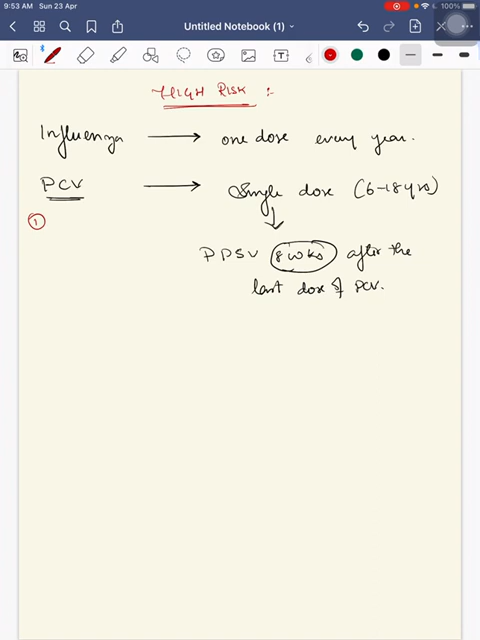 9:53 AM Sun 23 Apr
100%
Untitled Notebook (1)
HIGH RISK :
Influenza → one dose every year.
PCV → Single dose (6-18 yrs)
①
↓
PPSV 8 wks after the
last dose of PCV.